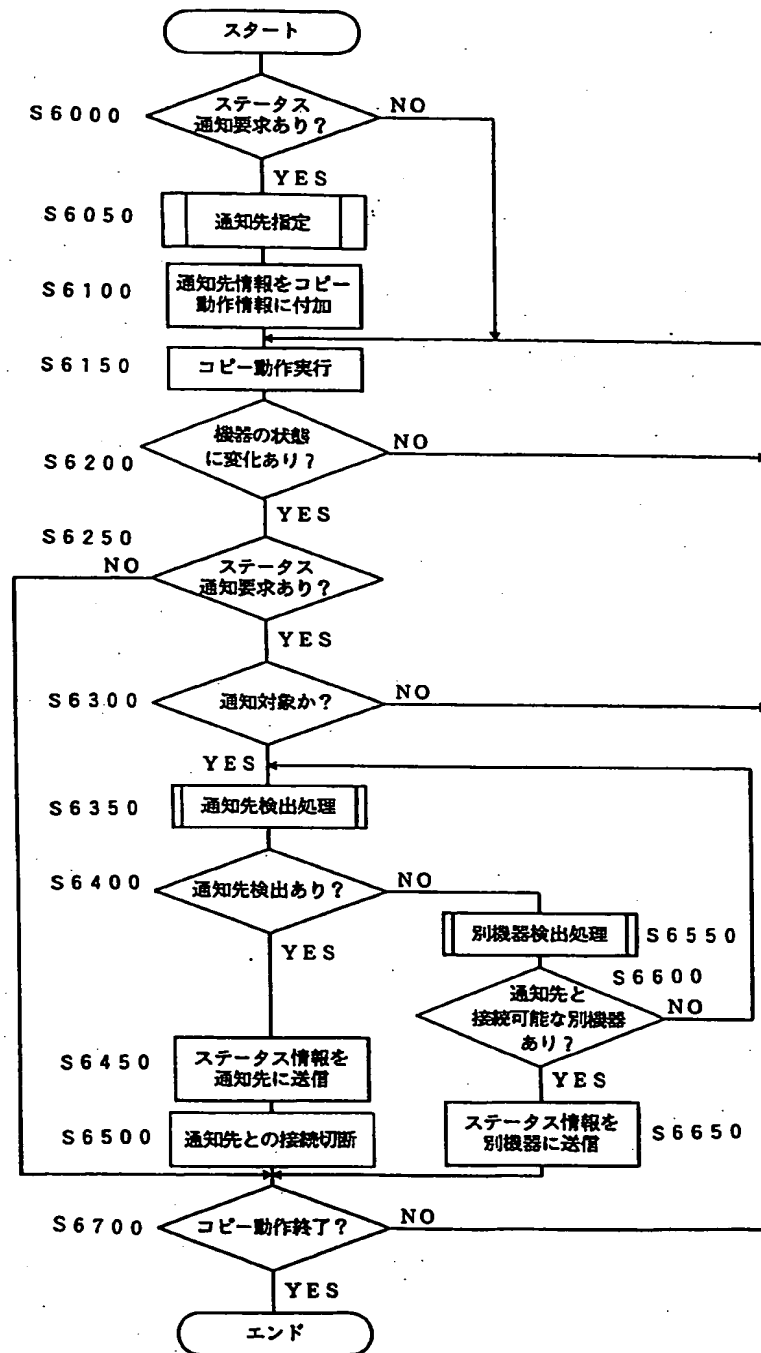 スタート
S6000
ステータス
通知要求あり?
NO
YES
S6050
通知先指定
S6100
通知先情報をコピー
動作情報に付加
S6150
コピー動作実行
S6200
機器の状態
に変化あり?
NO
YES
S6250
NO
ステータス
通知要求あり?
YES
S6300
通知対象か?
NO
YES
S6350
通知先検出処理
S6400
通知先検出あり?
NO
YES
別機器検出処理
S6550
S6600
通知先と
接続可能な別機器
あり?
NO
YES
S6450
ステータス情報を
通知先に送信
S6500
通知先との接続切断
ステータス情報を
別機器に送信
S6650
S6700
コピー動作終了?
NO
YES
エンド